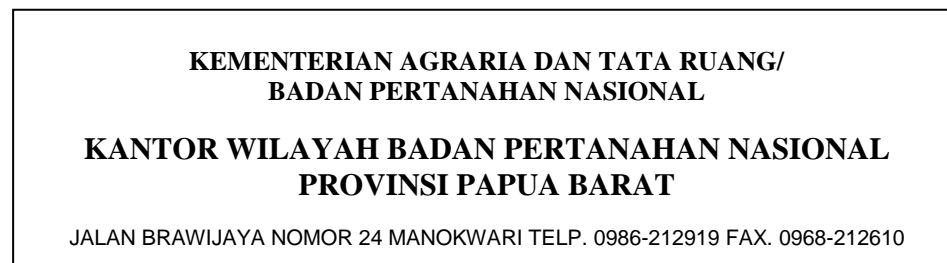 KEMENTERIAN AGRARIA DAN TATA RUANG/
BADAN PERTANAHAN NASIONAL
KANTOR WILAYAH BADAN PERTANAHAN NASIONAL
PROVINSI PAPUA BARAT
JALAN BRAWIJAYA NOMOR 24 MANOKWARI TELP. 0986-212919 FAX. 0968-212610